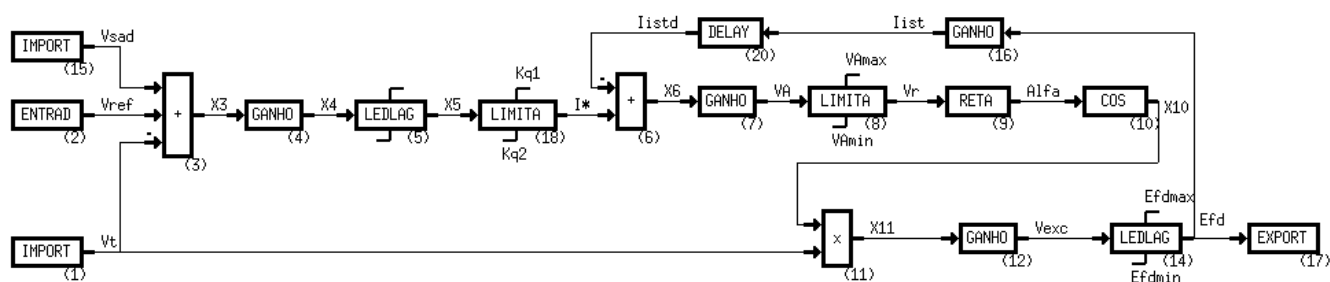 Vsad
IMPORT
(15)
ENTRAD
(2)
Vref
-
+
(3)
X3
GANHO
(4)
X4
LEDLAG
(5)
X5
Kq1
LIMITA
(18)
Kq2
I*
Iistd
DELAY
(20)
Iist
GANHO
(16)
-
+
(6)
X6
GANHO
(7)
VA
VAmax
LIMITA
(8)
VAmin
Vr
RETA
(9)
Alfa
COS
(10)
X10
IMPORT
(1)
Vt
x
(11)
X11
GANHO
(12)
Vexc
Efdmax
LEDLAG
(14)
Efdmin
Efd
EXPORT
(17)